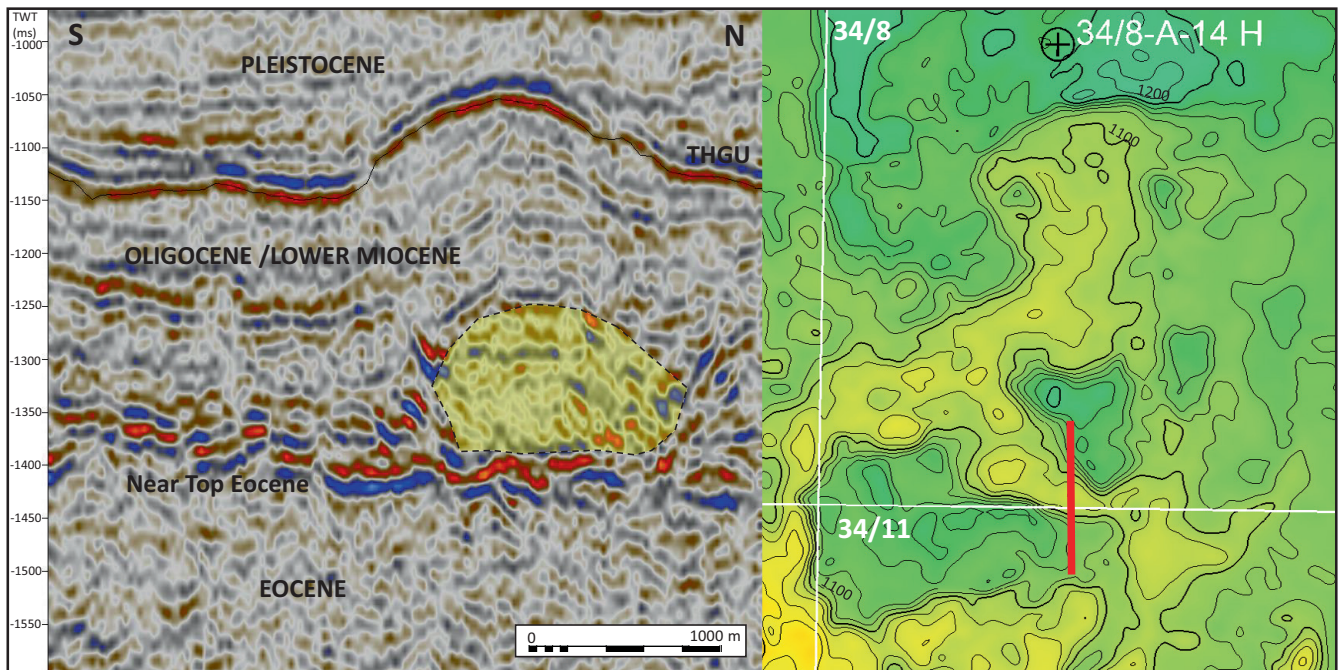 TWT
(ms)
S
N
PLEISTOCENE
THGU
OLIGOCENE /LOWER MIOCENE
Near Top Eocene
EOCENE
-1000
-1050
-1100
-1150
-1200
-1250
-1300
-1350
-1400
-1450
-1500
-1550
0
1000 m
34/8
34/8-A-14 H
1200
1100
34/11
1100